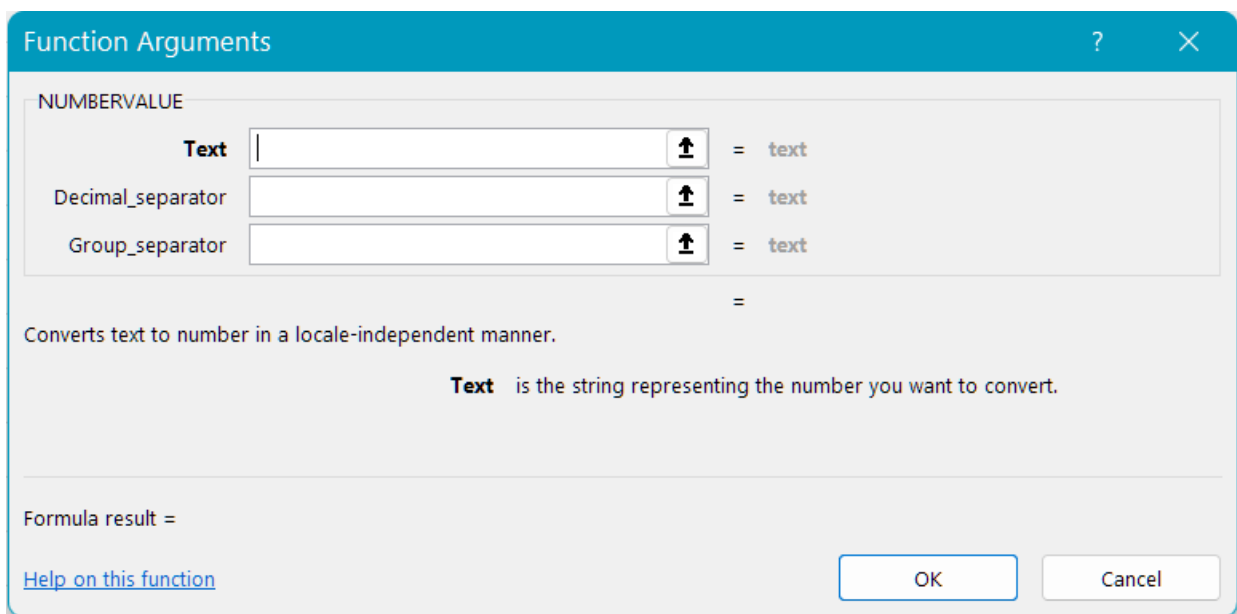 Function Arguments ?
NUMBERVALUE
Text = text
Decimal_separator = text
Group_separator = text
=
Converts text to number in a locale-independent manner.
Text is the string representing the number you want to convert.
Formula result =
Help on this function OK Cancel